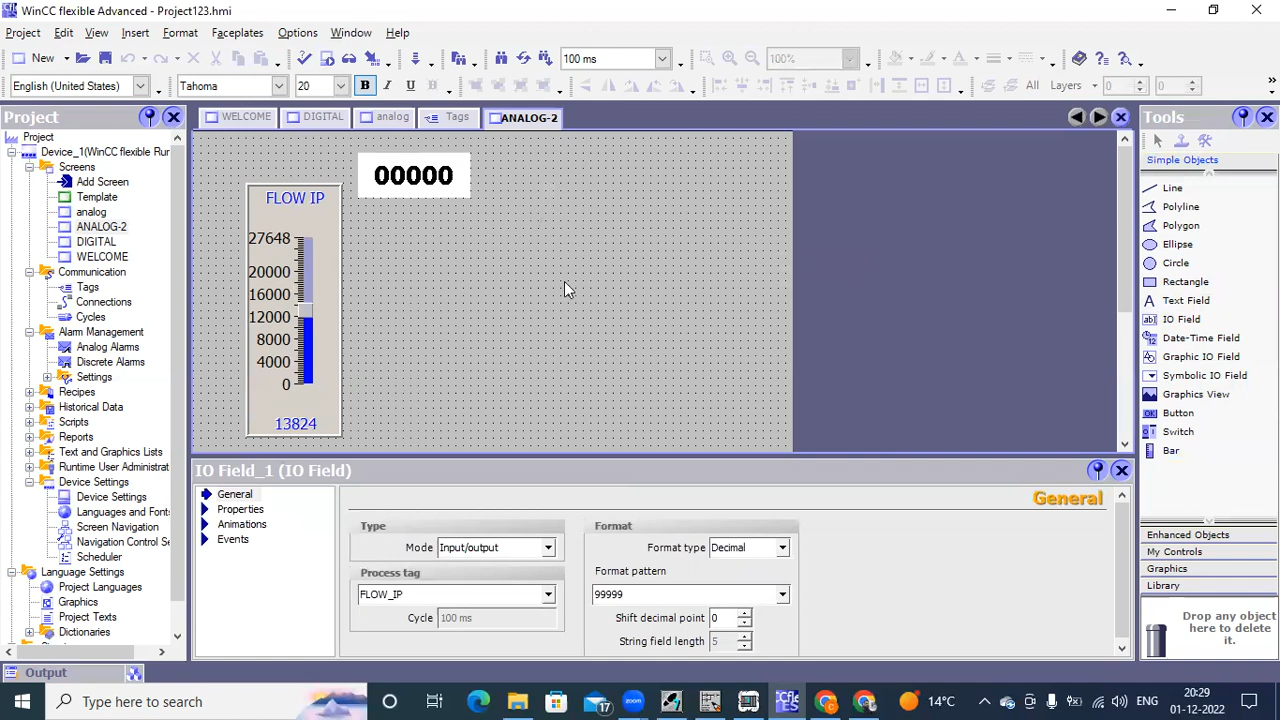 WinCC flexible Advanced - Project123.hmi
Project Edit View Insert Format Faceplates Options Window Help
New 100 ms 100%
English (United States) Tahoma 20 B I U All Layers 0 0
Project
WELCOME DIGITAL analog Tags ANALOG-2
Tools
Project
Device_1(WinCC flexible Run
Screens
Add Screen
Template
analog
ANALOG-2
DIGITAL
WELCOME
Communication
Tags
Connections
Cycles
Alarm Management
Analog Alarms
Discrete Alarms
Settings
Recipes
Historical Data
Scripts
Reports
Text and Graphics Lists
Runtime User Administrat
Device Settings
Device Settings
Languages and Font
Screen Navigation
Navigation Control Se
Scheduler
Language Settings
Project Languages
Graphics
Project Texts
Dictionaries
Output
00000
FLOW IP
27648
20000
16000
12000
8000
4000
0
13824
Simple Objects
Line
Polyline
Polygon
Ellipse
Circle
Rectangle
Text Field
IO Field
Date-Time Field
Graphic IO Field
Symbolic IO Field
Graphics View
Button
Switch
Bar
Enhanced Objects
My Controls
Graphics
Library
Drop any object
here to delete
it.
IO Field_1 (IO Field)
General
Properties
Animations
Events
General
Type
Mode Input/output
Process tag
FLOW_IP
Cycle 100 ms
Format
Format type Decimal
Format pattern
99999
Shift decimal point 0
String field length 5
Type here to search
17
zoom
14°C
ENG
20:29
01-12-2022